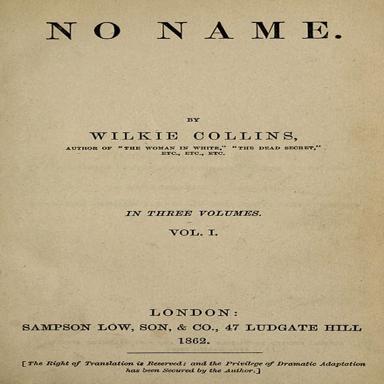 NO NAME.
BY
WILKIE COLLINS,
AUTHOR OF "THE WOMAN IN WHITE," "THE DEAD SECRET,"
ETC., ETC., ETC.
IN THREE VOLUMES.
VOL. I.
LONDON:
SAMPSON LOW, SON, & CO., 47 LUDGATE HILL
1862.
[The Right of Translation is Reserved; and the Privilege of Dramatic Adaptation
has been Secured by the Author.]